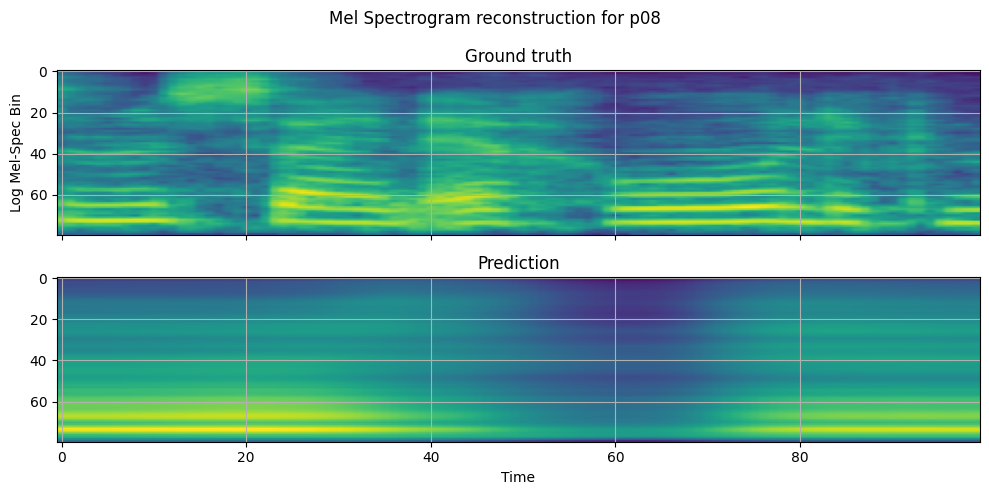 Mel Spectrogram reconstruction for p08
Ground truth
Log Mel-Spec Bin
0
20
40
60
Prediction
0
20
40
60
0 20 40 60 80
Time